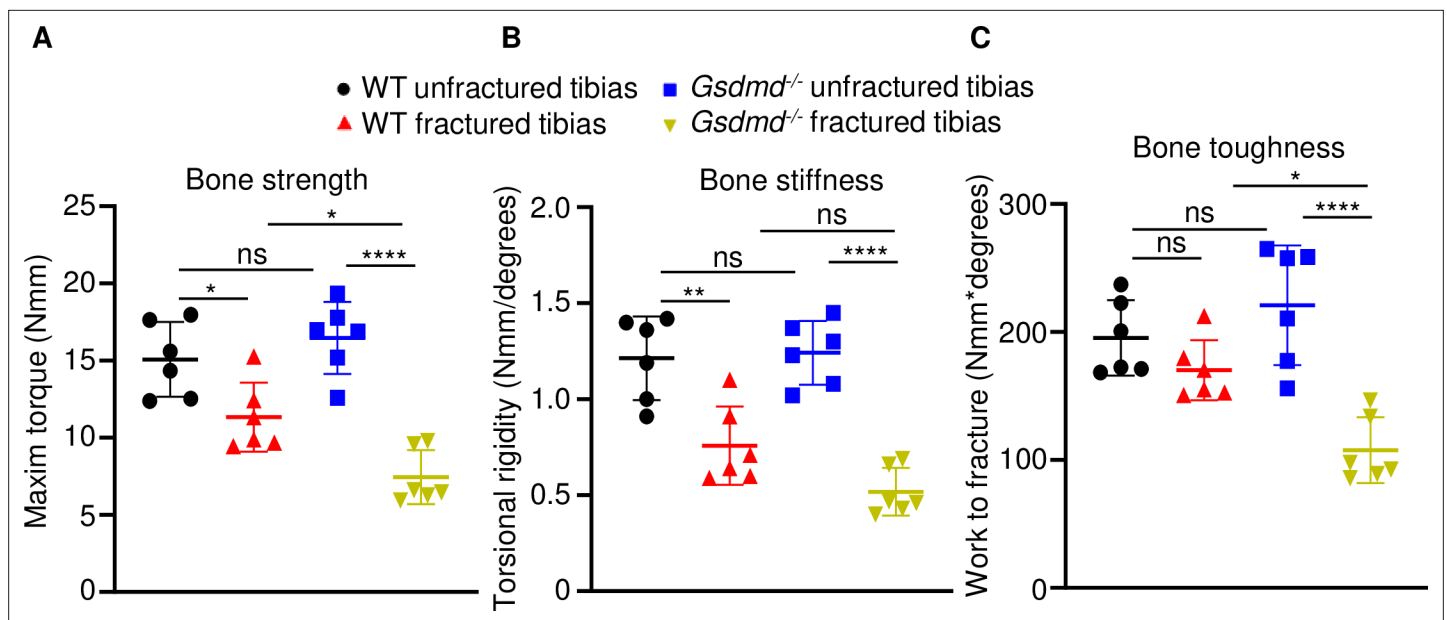 A
B
C
WT unfractured tibias
Gsdmd-/- unfractured tibias
WT fractured tibias
Gsdmd-/- fractured tibias
Bone strength
Maxim torque (Nmm)
25
20
15
10
5
0
*
ns
*
****
Bone stiffness
Torsional rigidity (Nmm/degrees)
2.0
1.5
1.0
0.5
0
ns
ns
****
**
Bone toughness
Work to fracture (Nmm*degrees)
300
200
100
0
*
ns
****
ns